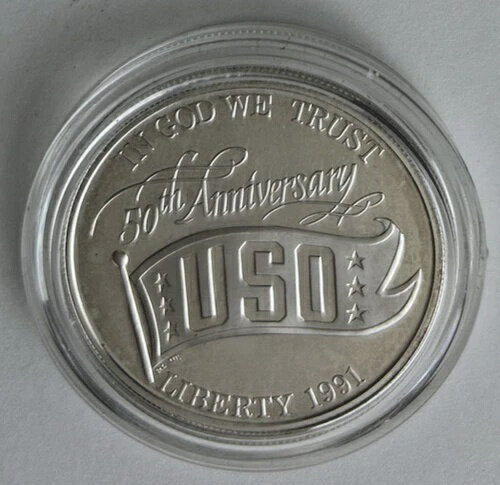 IN GOD WE TRUST
50th Anniversary
USO
LIBERTY 1991